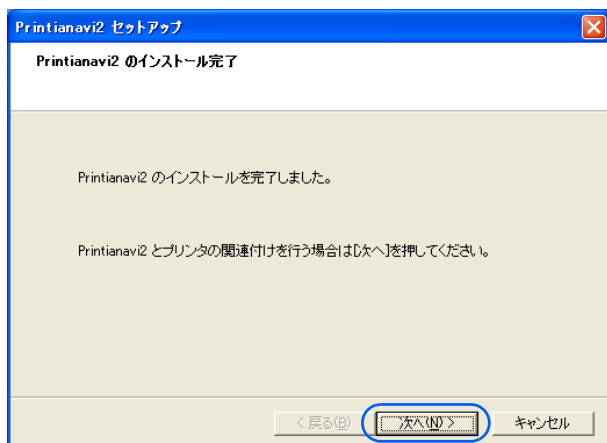 Printianavi2 セットアップ
Printianavi2 のインストール完了
Printianavi2 のインストールを完了しました。
Printianavi2 とプリンタの関連付けを行う場合は[次へ]を押してください。
< 戻る(B) 次へ(N) > キャンセル